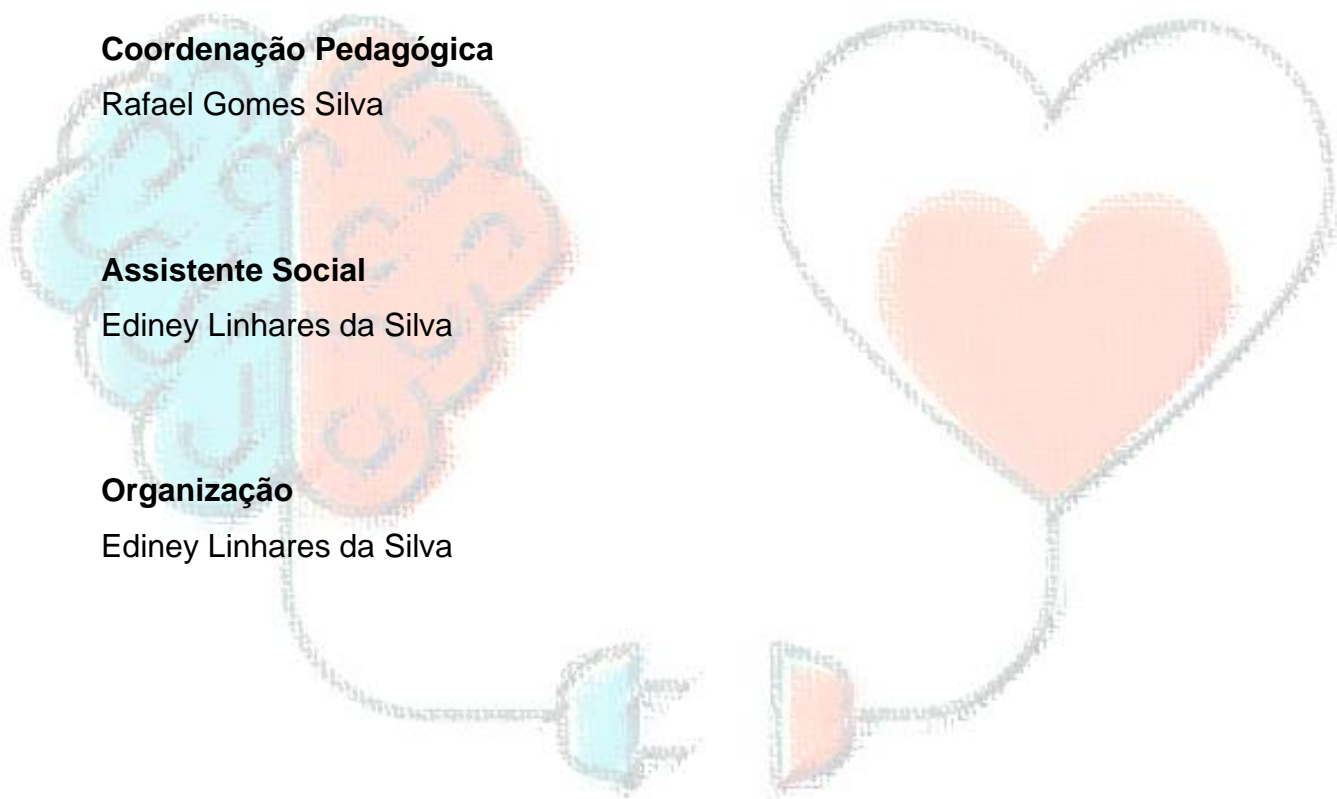 Coordenação Pedagógica
Rafael Gomes Silva
Assistente Social
Ediney Linhares da Silva
Organização
Ediney Linhares da Silva